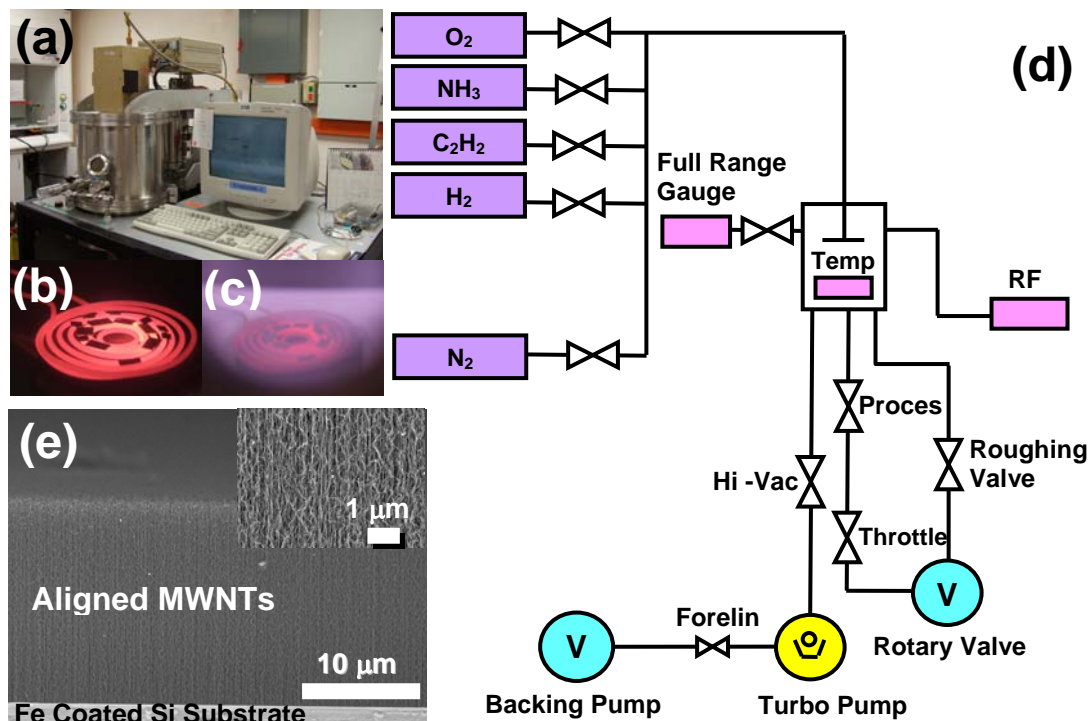 (a)
(b)
(c)
O₂
NH₃
C₂H₂
H₂
N₂
(d)
Full Range
Gauge
Temp
RF
Proces
Hi -Vac
Roughing
Valve
Throttle
V
Rotary Valve
Forelin
V
Backing Pump
Turbo Pump
(e)
1 μm
Aligned MWNTs
10 μm
Fe Coated Si Substrate